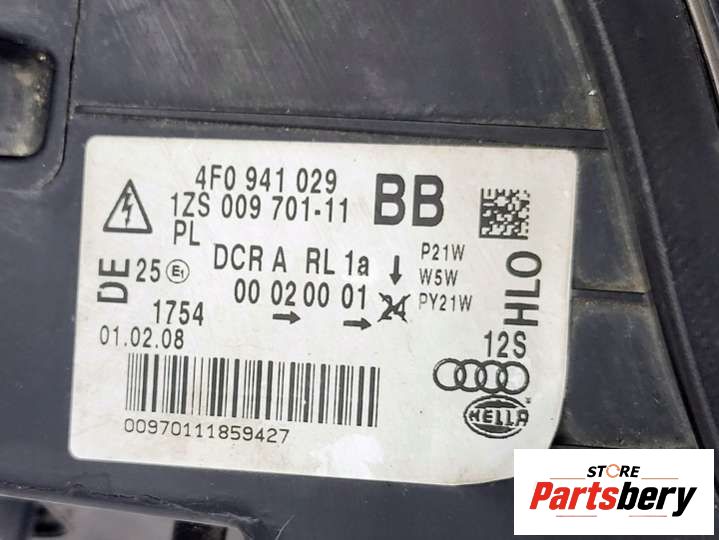 4F0 941 029 BB
1ZS 009 701-11
PL
DCR A RL 1a
P21W
W5W
PY21W
DE 25 E1
00 02 00 01 24
HLO
1754
12S
01.02.08
00970111859427
HELLA
STORE
Partsbery